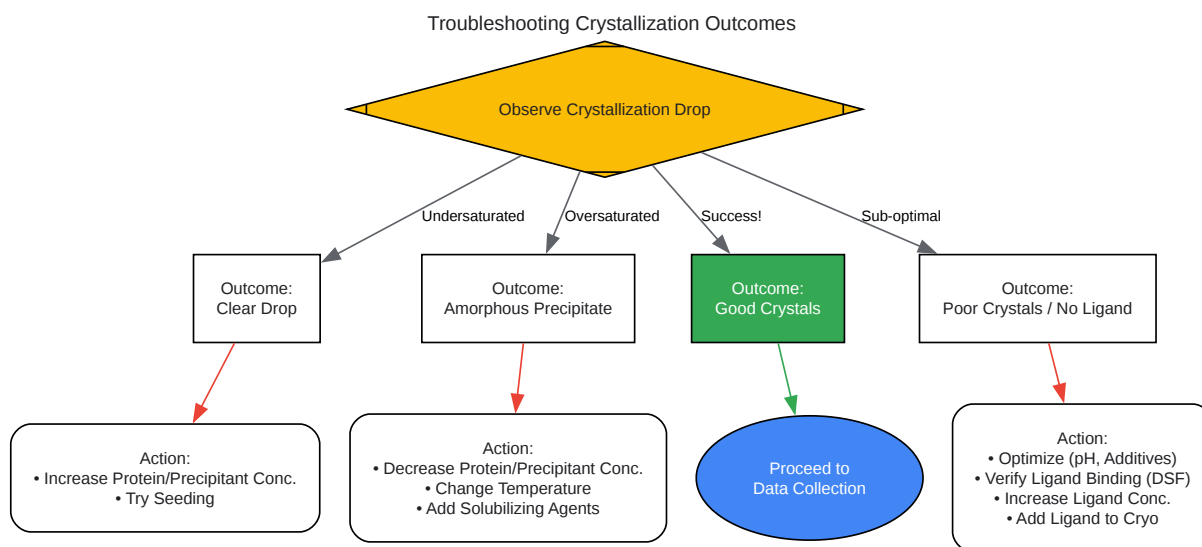 Troubleshooting Crystallization Outcomes
Observe Crystallization Drop
Undersaturated
Oversaturated
Success!
Sub-optimal
Outcome:
Clear Drop
Outcome:
Amorphous Precipitate
Outcome:
Good Crystals
Outcome:
Poor Crystals / No Ligand
Action:
• Increase Protein/Precipitant Conc.
• Try Seeding
Action:
• Decrease Protein/Precipitant Conc.
• Change Temperature
• Add Solubilizing Agents
Proceed to
Data Collection
Action:
• Optimize (pH, Additives)
• Verify Ligand Binding (DSF)
• Increase Ligand Conc.
• Add Ligand to Cryo